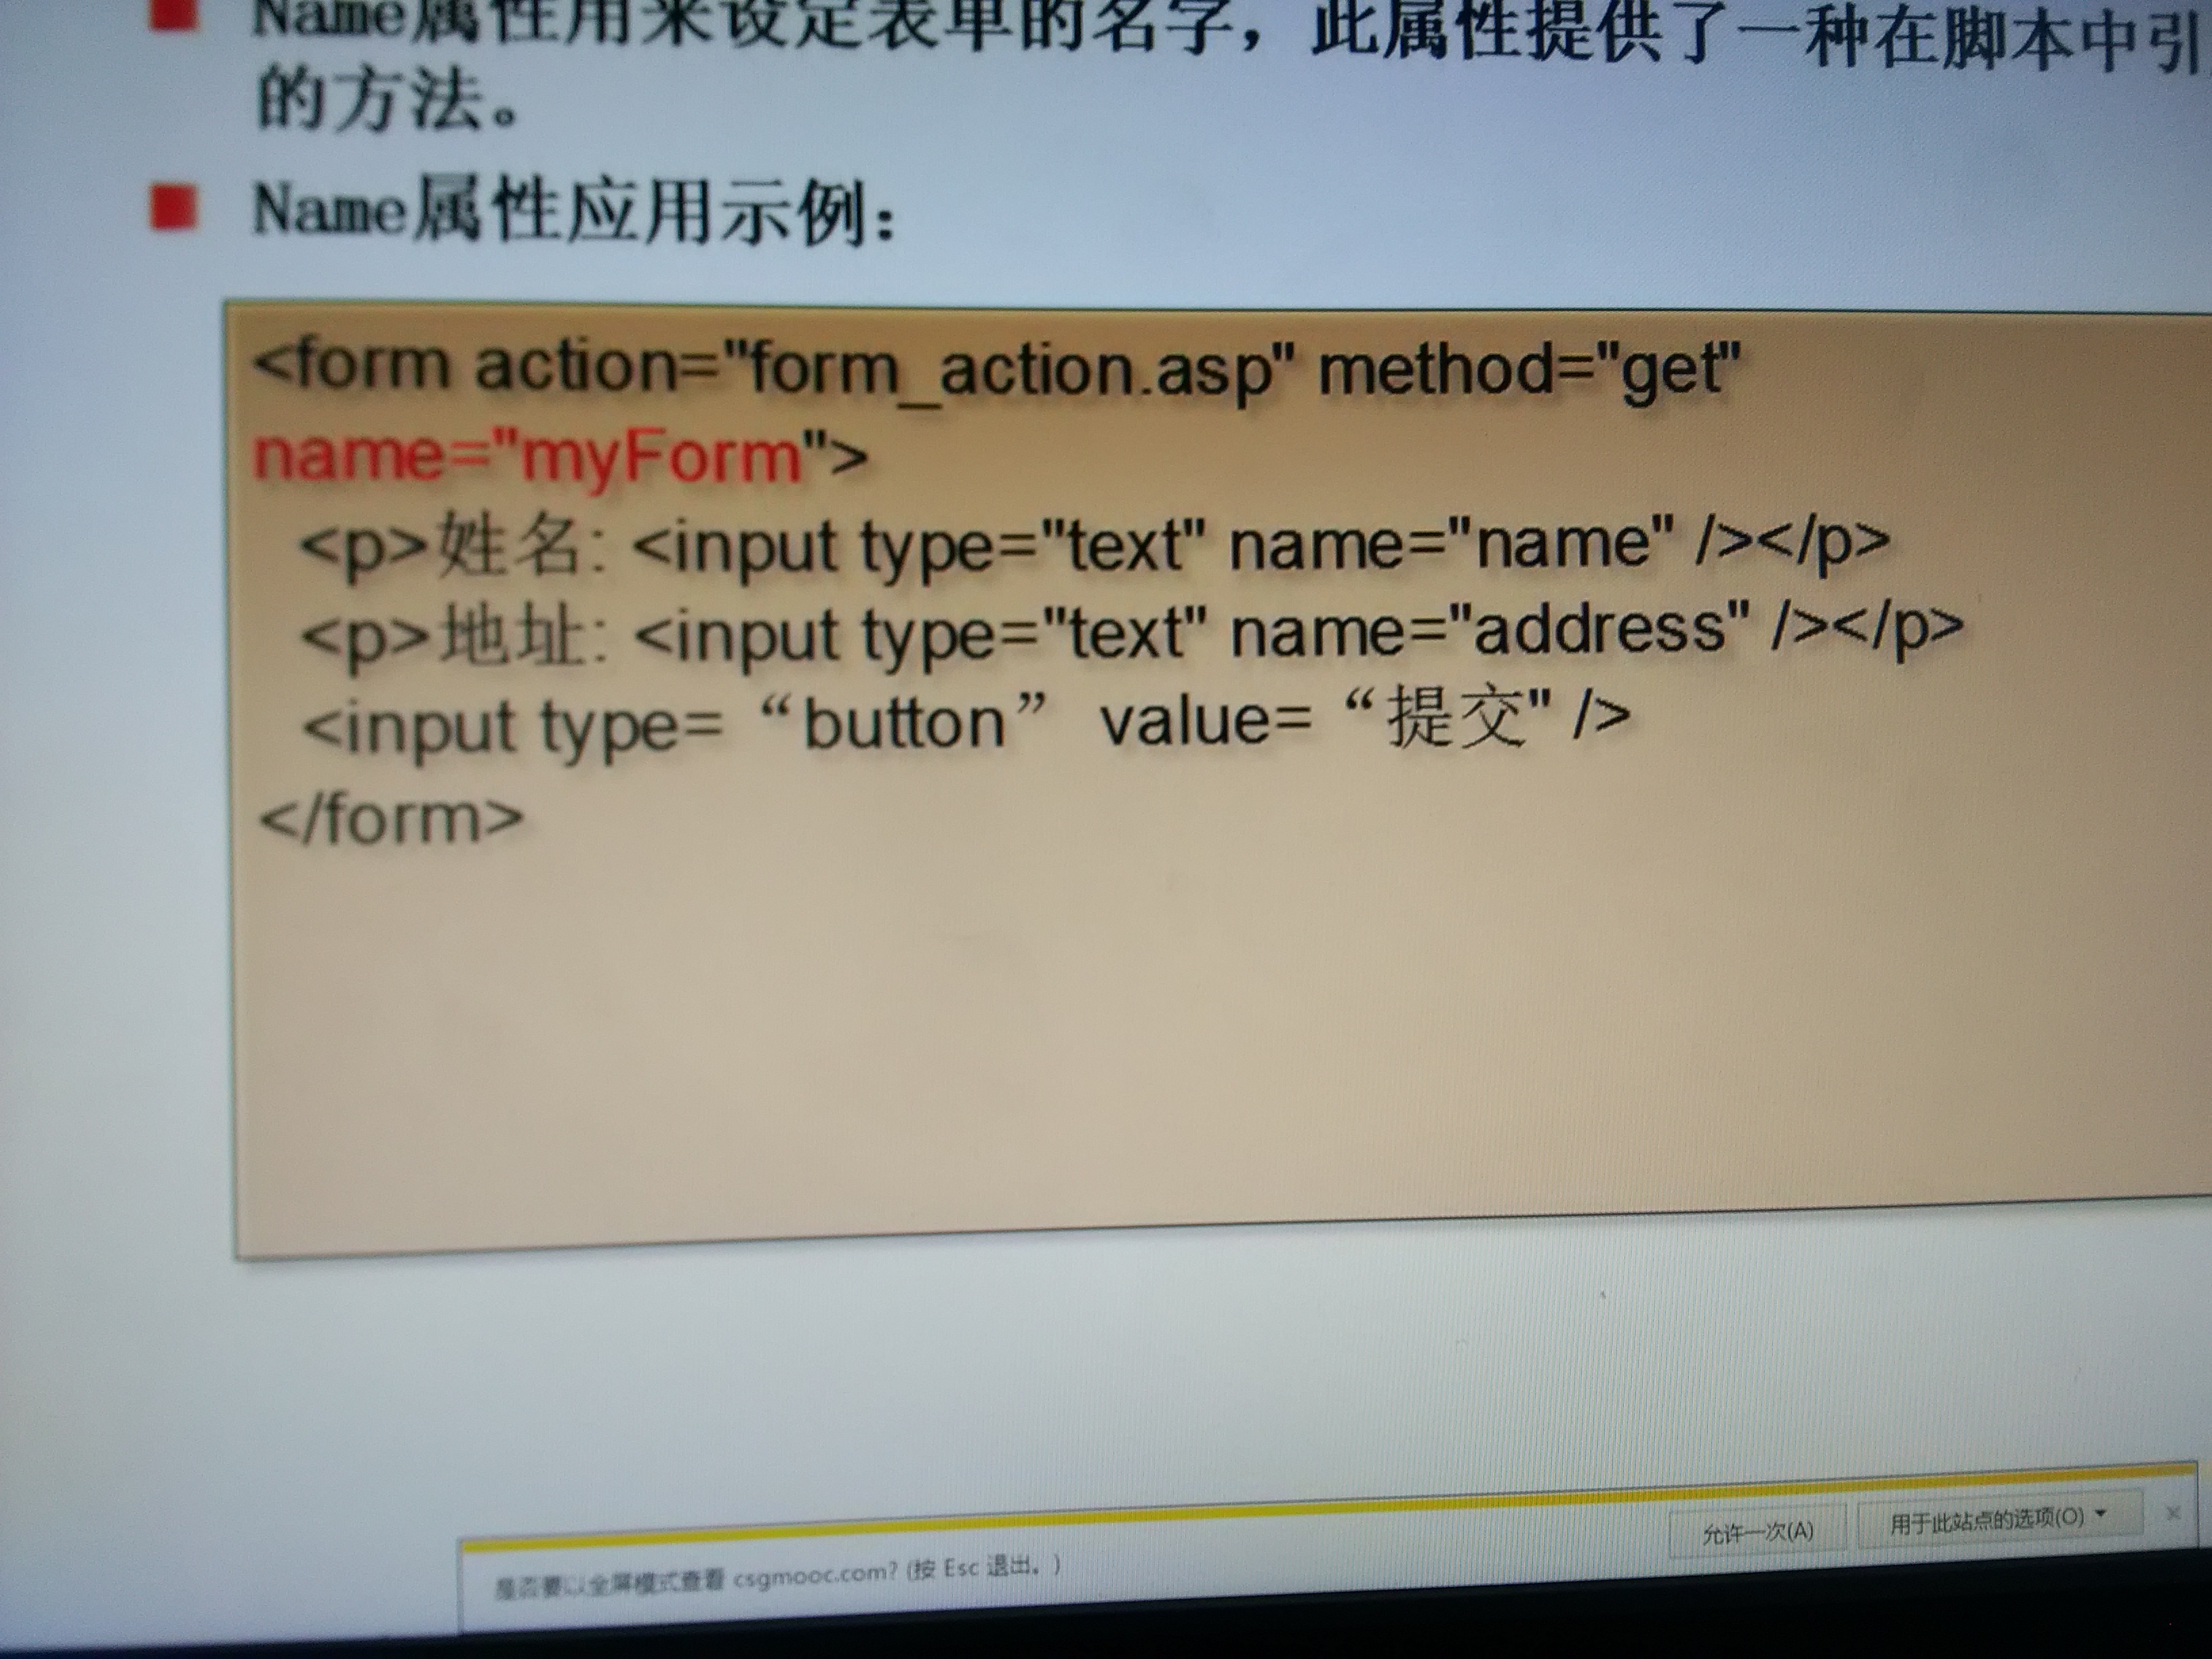 Name属性用来设定表单的名字，此属性提供了一种在脚本中引
的方法。
Name属性应用示例：
<form action="form_action.asp" method="get"
name="myForm">
<p>姓名: <input type="text" name="name" /></p>
<p>地址: <input type="text" name="address" /></p>
<input type= “button” value= “提交" />
</form>
是否要以全屏模式查看 csgmooc.com? (按 Esc 退出。)
允许一次(A)
用于此站点的选项(O)